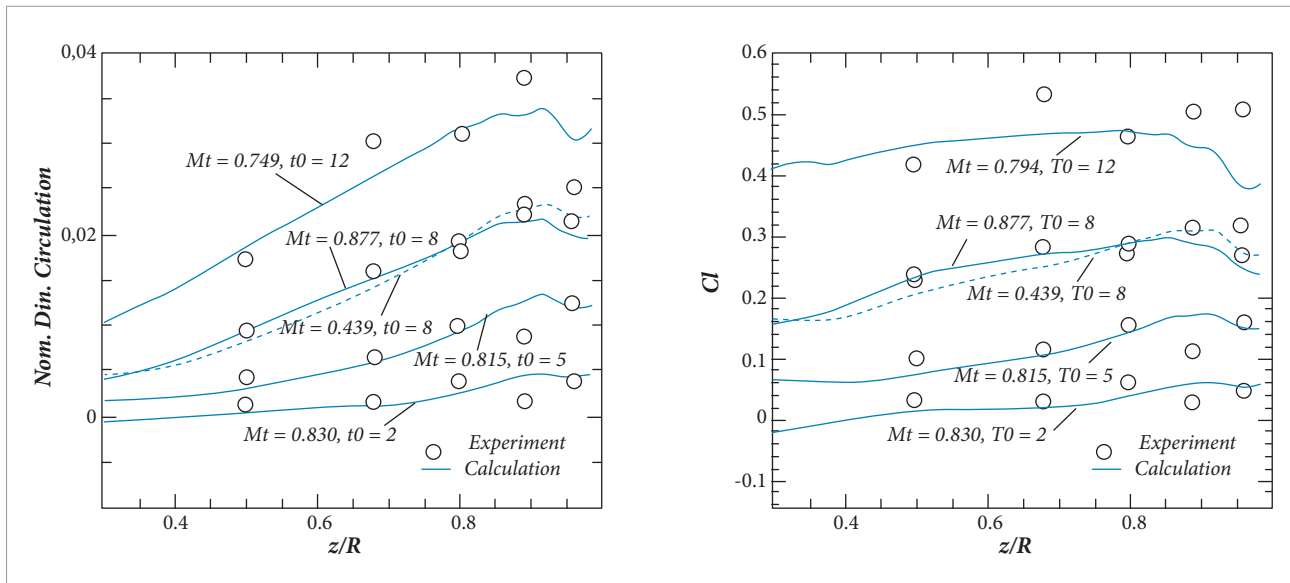 0,04
0,02
0
Nom. Din. Circulation
Mt = 0.749, t0 = 12
Mt = 0.877, t0 = 8
Mt = 0.439, t0 = 8
Mt = 0.815, t0 = 5
Mt = 0.830, t0 = 2
Experiment
Calculation
0.4 0.6 0.8
z/R
0.6
0.5
0.4
0.3
0.2
0.1
0
-0.1
Cl
Mt = 0.794, T0 = 12
Mt = 0.877, T0 = 8
Mt = 0.439, T0 = 8
Mt = 0.815, T0 = 5
Mt = 0.830, T0 = 2
Experiment
Calculation
0.4 0.6 0.8
z/R